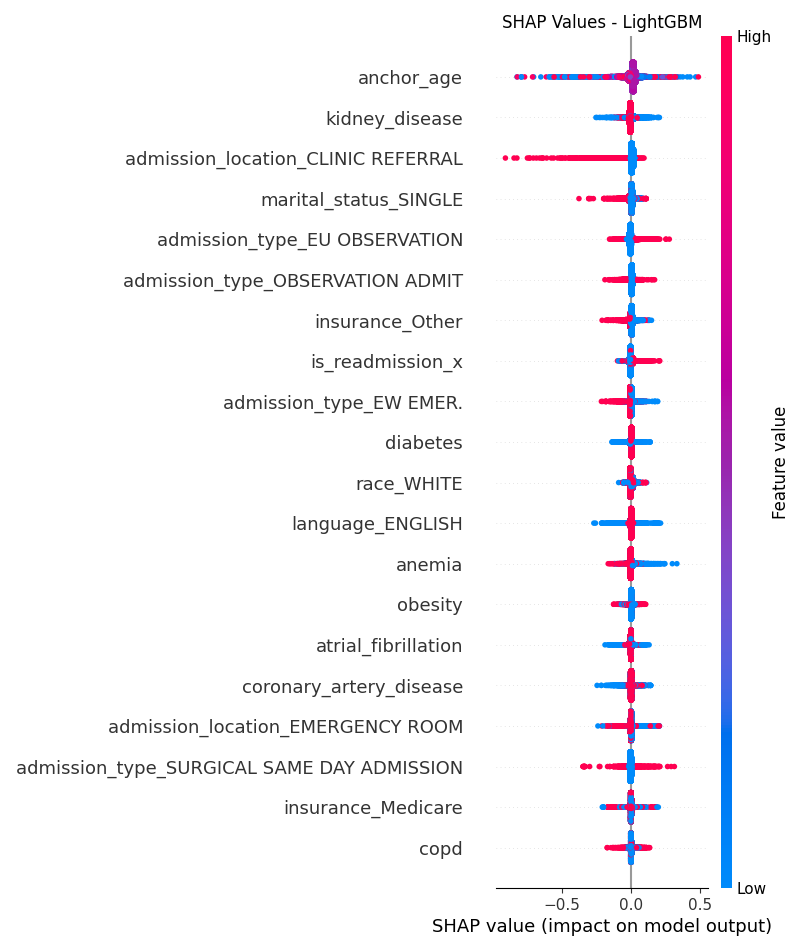 SHAP Values - LightGBM
High
anchor_age
kidney_disease
admission_location_CLINIC REFERRAL
marital_status_SINGLE
admission_type_EU OBSERVATION
admission_type_OBSERVATION ADMIT
insurance_Other
is_readmission_x
admission_type_EW EMER.
diabetes
race_WHITE
language_ENGLISH
anemia
obesity
atrial_fibrillation
coronary_artery_disease
admission_location_EMERGENCY ROOM
admission_type_SURGICAL SAME DAY ADMISSION
insurance_Medicare
copd
Feature value
Low
−0.5 0.0 0.5
SHAP value (impact on model output)